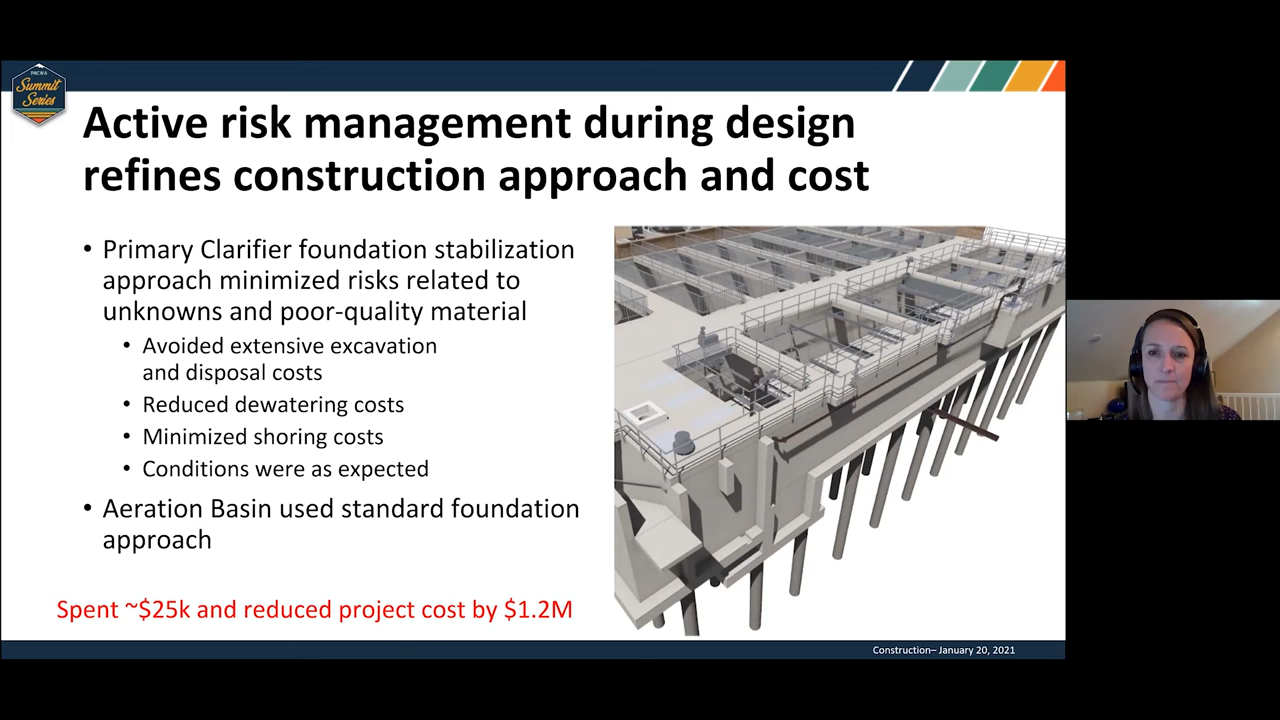 PNCWA
Summit
Series
Active risk management during design
refines construction approach and cost
• Primary Clarifier foundation stabilization
approach minimized risks related to
unknowns and poor-quality material
• Avoided extensive excavation
and disposal costs
• Reduced dewatering costs
• Minimized shoring costs
• Conditions were as expected
• Aeration Basin used standard foundation
approach
Spent ~$25k and reduced project cost by $1.2M
Construction– January 20, 2021